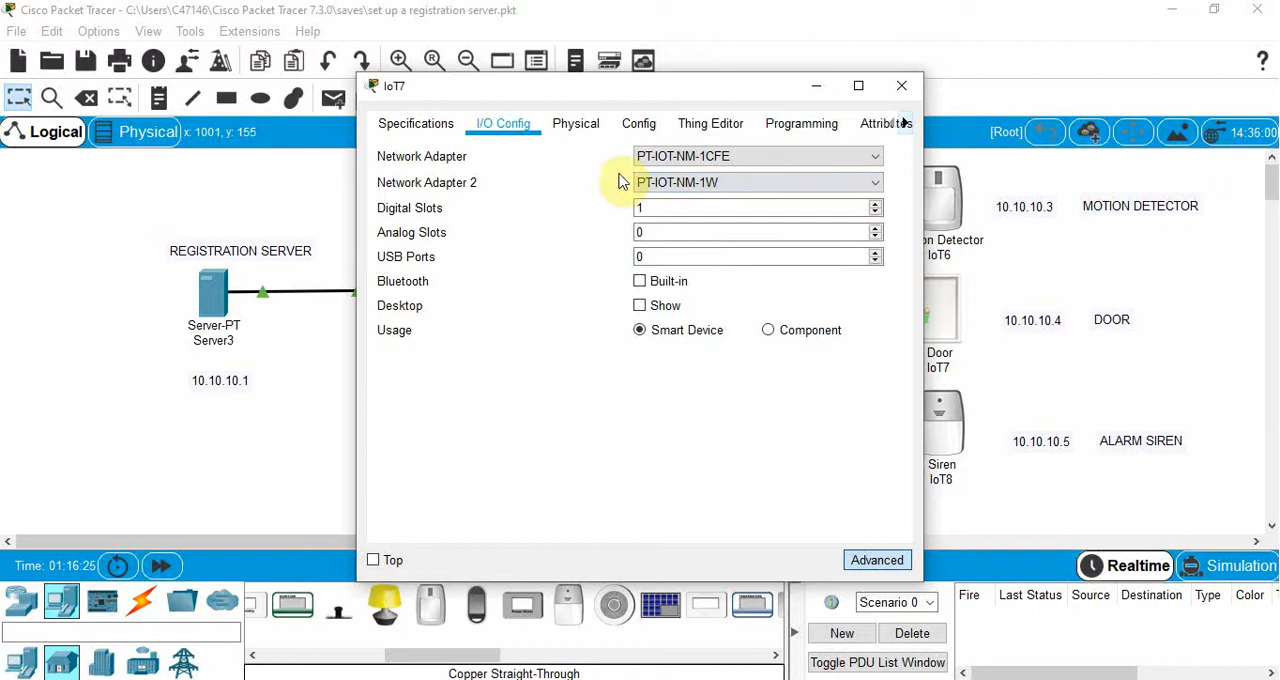 Cisco Packet Tracer - C:\Users\C47146\Cisco Packet Tracer 7.3.0\saves\set up a registration server.pkt
File Edit Options View Tools Extensions Help
IoT7
Logical Physical x: 1001, y: 155 [Root] 14:36:00
Specifications I/O Config Physical Config Thing Editor Programming Attributes
Network Adapter PT-IOT-NM-1CFE
Network Adapter 2 PT-IOT-NM-1W
Digital Slots 1
Analog Slots 0
USB Ports 0
Bluetooth Built-in
Desktop Show
Usage Smart Device Component
Top Advanced
REGISTRATION SERVER
Server-PT
Server3
10.10.10.1
10.10.10.3 MOTION DETECTOR
n Detector
IoT6
10.10.10.4 DOOR
Door
IoT7
10.10.10.5 ALARM SIREN
Siren
IoT8
Time: 01:16:25 Realtime Simulation
Scenario 0
New Delete
Toggle PDU List Window
Fire Last Status Source Destination Type Color
Copper Straight-Through